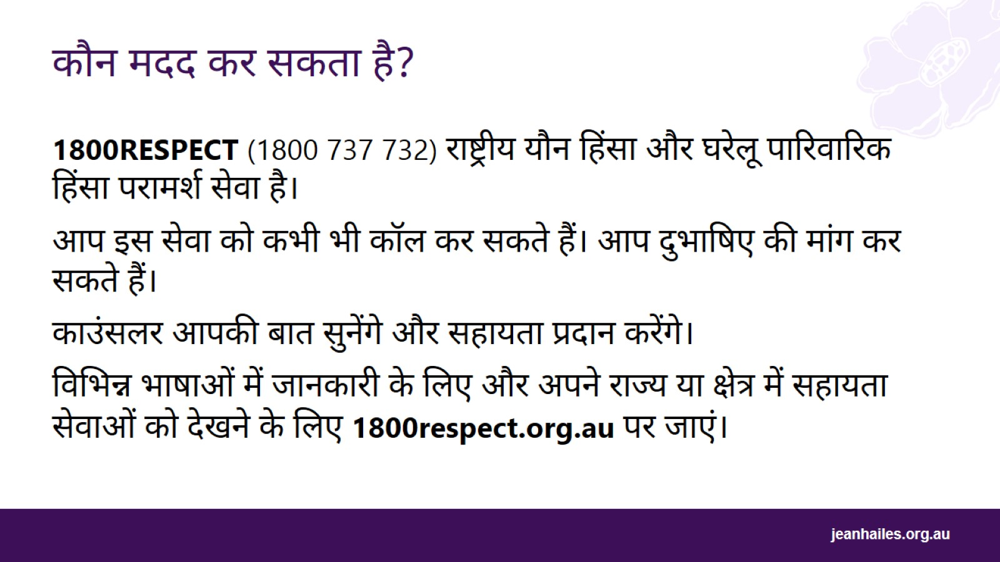 कौन मदद कर सकता है?
1800RESPECT (1800 737 732) राष्ट्रीय यौन हिंसा और घरेलू पारिवारिक
हिंसा परामर्श सेवा है।
आप इस सेवा को कभी भी कॉल कर सकते हैं। आप दुभाषिए की मांग कर
सकते हैं।
काउंसलर आपकी बात सुनेंगे और सहायता प्रदान करेंगे।
विभिन्न भाषाओं में जानकारी के लिए और अपने राज्य या क्षेत्र में सहायता
सेवाओं को देखने के लिए 1800respect.org.au पर जाएं।
jeanhailes.org.au